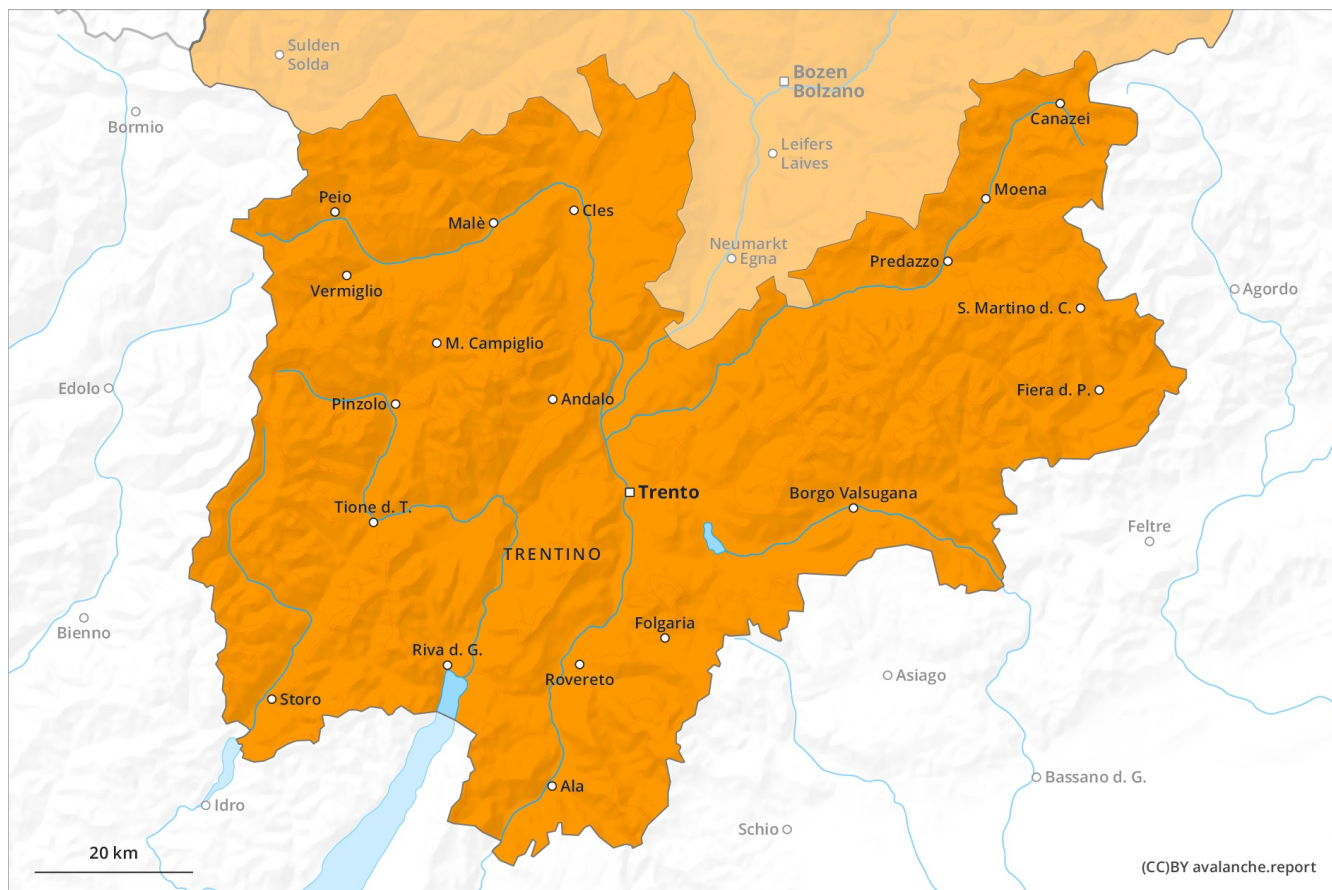 Sulden
Solda
Bozen
Bolzano
Bormio
Canazei
Leifers
Laives
Peio
Moena
Malè
Cles
Neumarkt
Egna
Predazzo
Vermiglio
Agordo
S. Martino d. C.
M. Campiglio
Edolo
Fiera d. P.
Andalo
Pinzolo
Trento
Borgo Valsugana
Tione d. T.
Feltre
TRENTINO
Bienno
Folgaria
Riva d. G.
Asiago
Rovereto
Storo
Bassano d. G.
Ala
Idro
Schio
20 km
(CC)BY avalanche.report